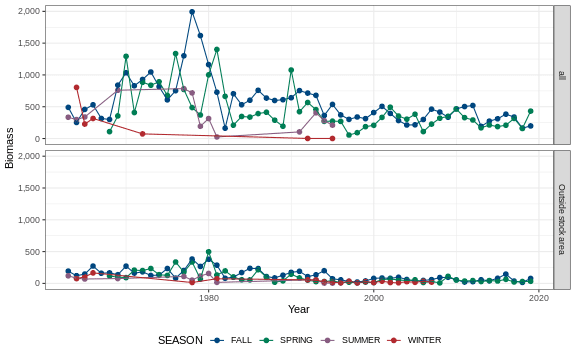 2,000
1,500
1,000
500
0
all
Biomass
2,000
1,500
1,000
500
0
Outside stock area
1980
2000
2020
Year
SEASON FALL SPRING SUMMER WINTER